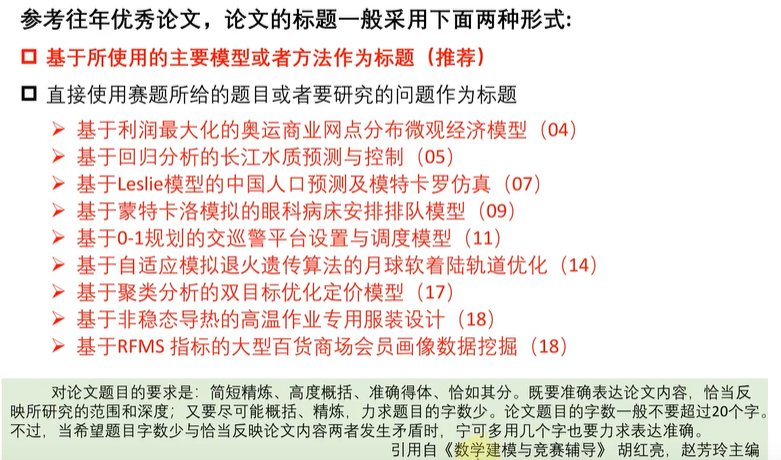 参考往年优秀论文，论文的标题一般采用下面两种形式:
基于所使用的主要模型或者方法作为标题（推荐）
直接使用赛题所给的题目或者要研究的问题作为标题
基于利润最大化的奥运商业网点分布微观经济模型（04）
基于回归分析的长江水质预测与控制（05）
基于Leslie模型的中国人口预测及模特卡罗仿真（07）
基于蒙特卡洛模拟的眼科病床安排排队模型（09）
基于0-1规划的交巡警平台设置与调度模型（11）
基于自适应模拟退火遗传算法的月球软着陆轨道优化（14）
基于聚类分析的双目标优化定价模型（17）
基于非稳态导热的高温作业专用服装设计（18）
基于RFMS 指标的大型百货商场会员画像数据挖掘（18）
对论文题目的要求是：简短精炼、高度概括、准确得体、恰如其分。既要准确表达论文内容，恰当反
映所研究的范围和深度；又要尽可能概括、精炼，力求题目的字数少。论文题目的字数一般不要超过20个字。
不过，当希望题目字数少与恰当反映论文内容两者发生矛盾时，宁可多用几个字也要力求表达准确。
引用自《数学建模与竞赛辅导》 胡红亮，赵芳玲主编